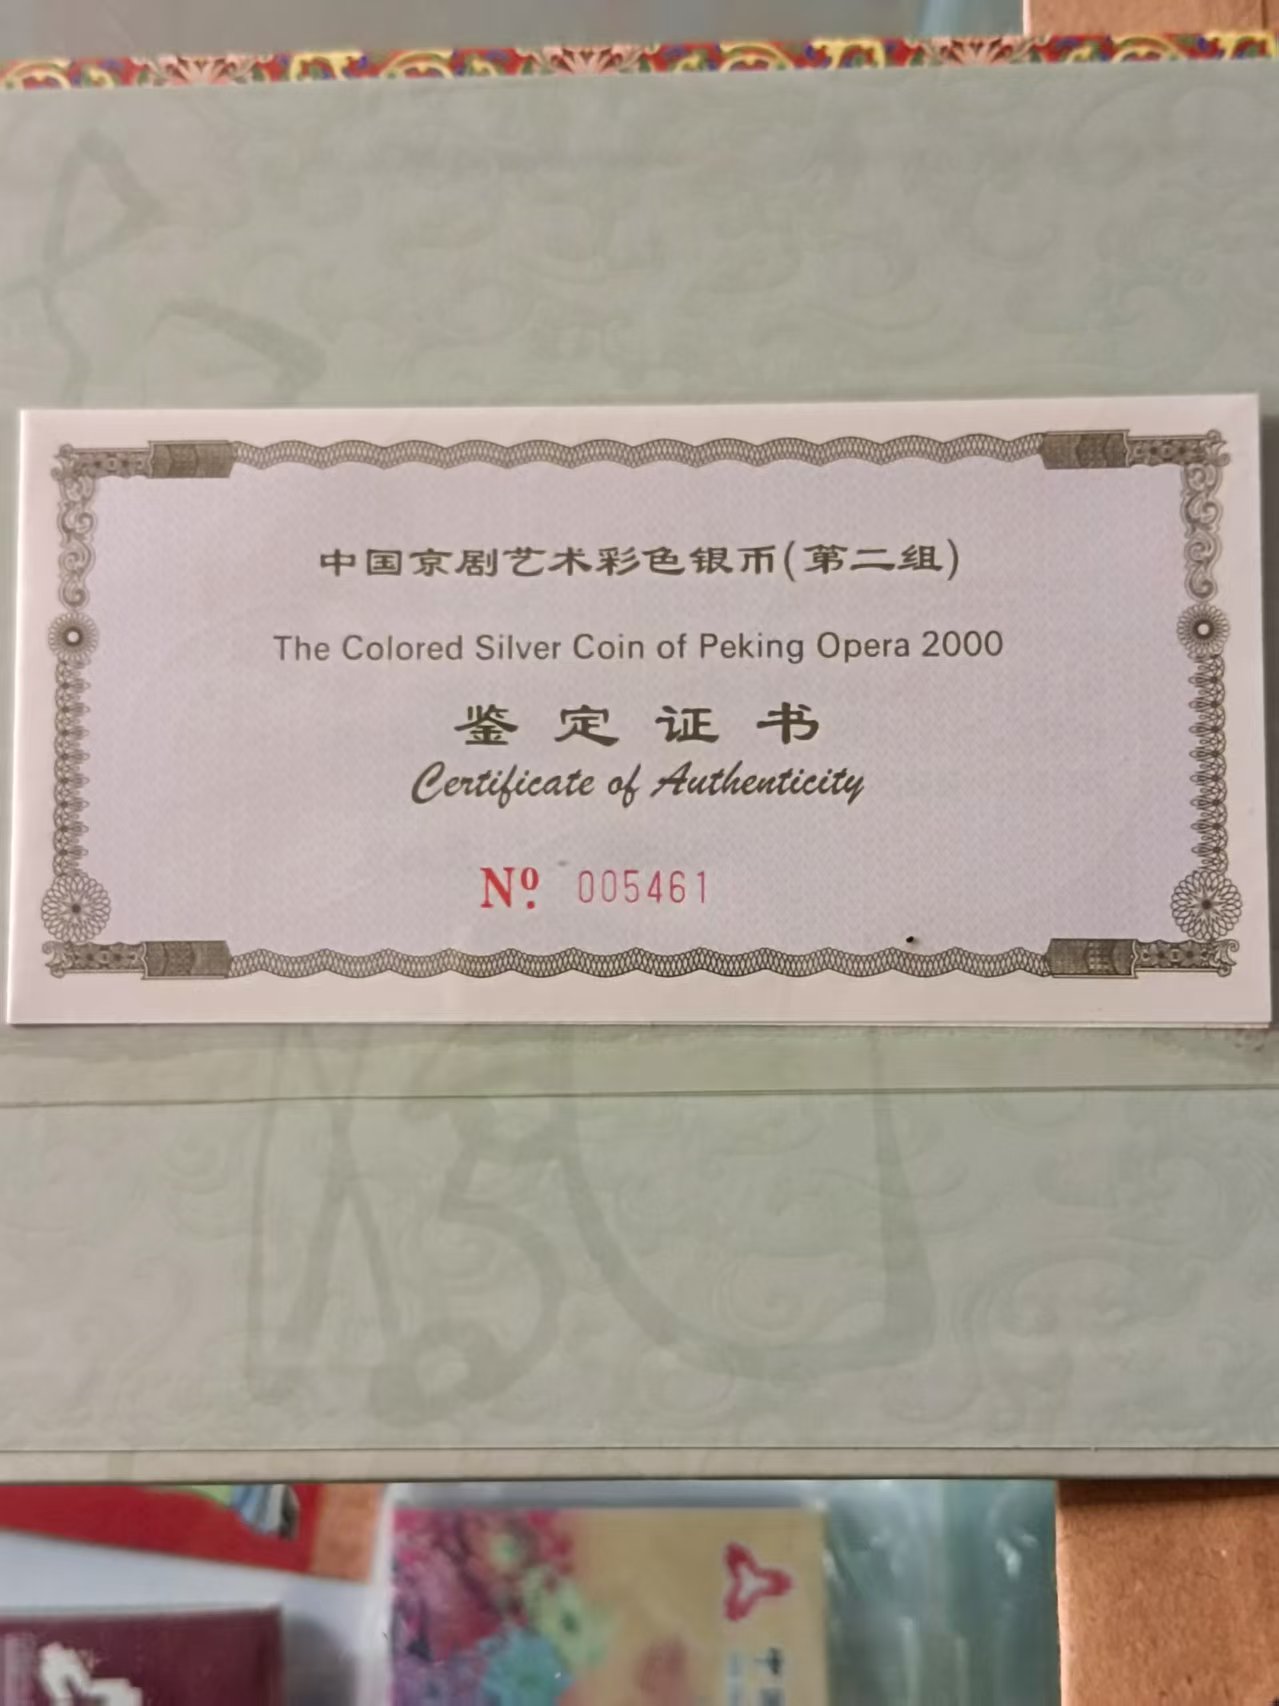 中国京剧艺术彩色银币(第二组)
The Colored Silver Coin of Peking Opera 2000
鉴定证书
Certificate of Authenticity
Nº. 005461